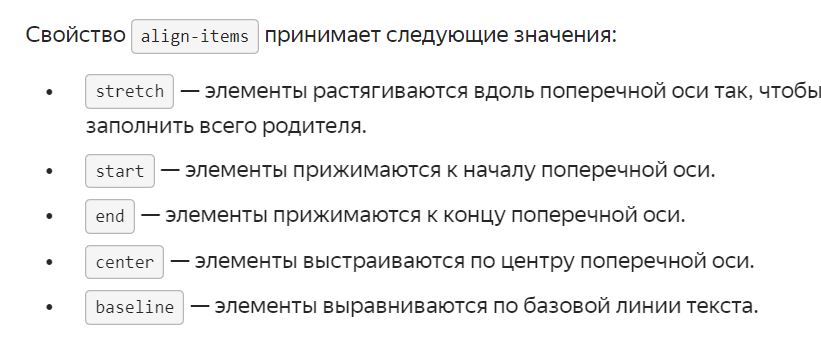 Свойство align-items принимает следующие значения:
• stretch — элементы растягиваются вдоль поперечной оси так, чтобы
заполнить всего родителя.
• start — элементы прижимаются к началу поперечной оси.
• end — элементы прижимаются к концу поперечной оси.
• center — элементы выстраиваются по центру поперечной оси.
• baseline — элементы выравниваются по базовой линии текста.